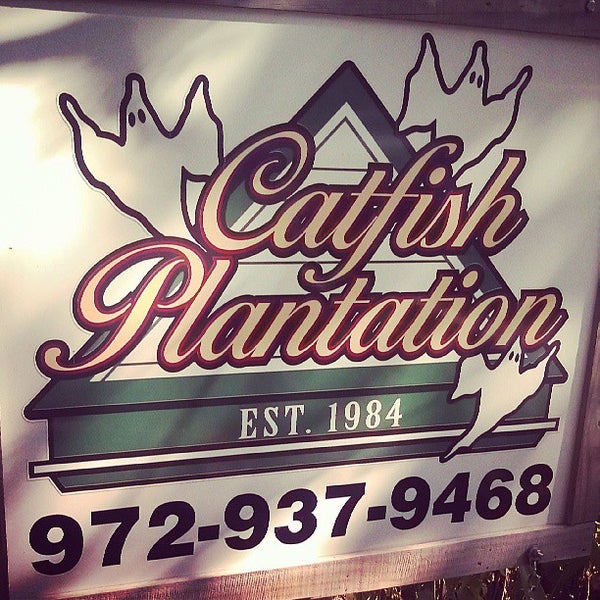 Catfish
Plantation
EST. 1984
972-937-9468